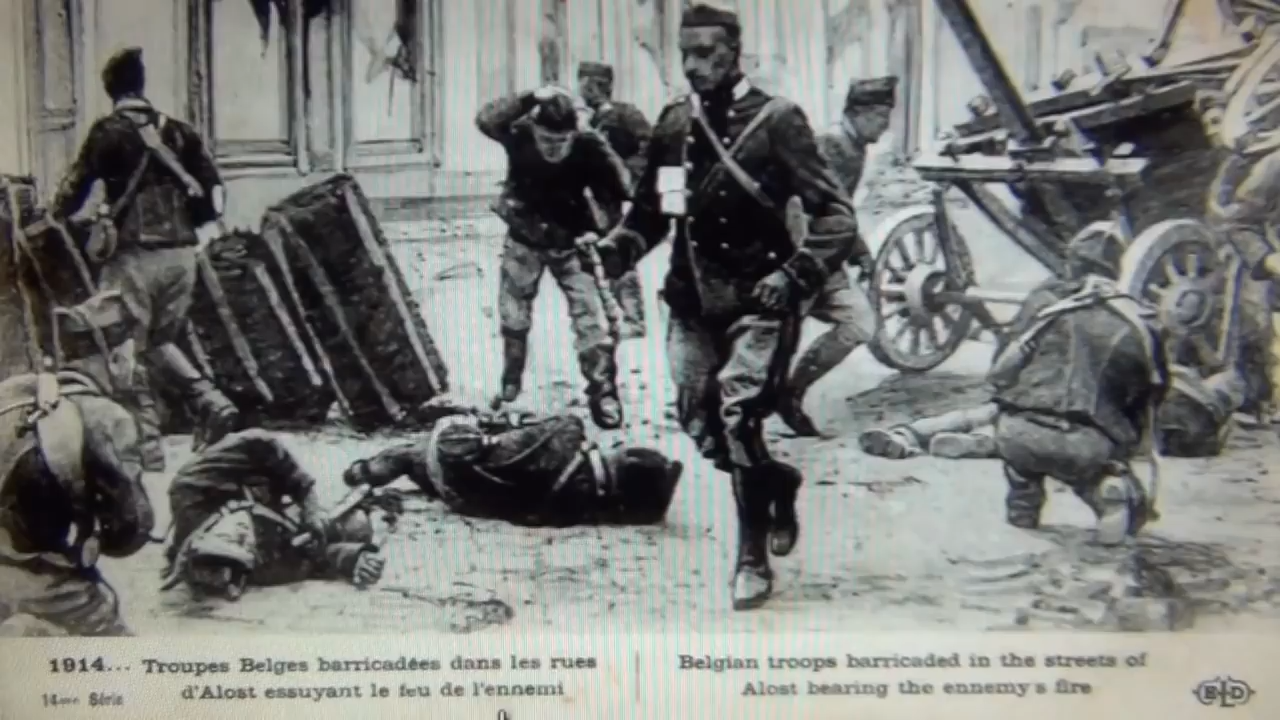 1914... Troupes Belges barricadées dans les rues
d'Alost essuyant le feu de l'ennemi
14me Série
Belgian troops barricaded in the streets of
Alost bearing the ennemy's fire
ELD